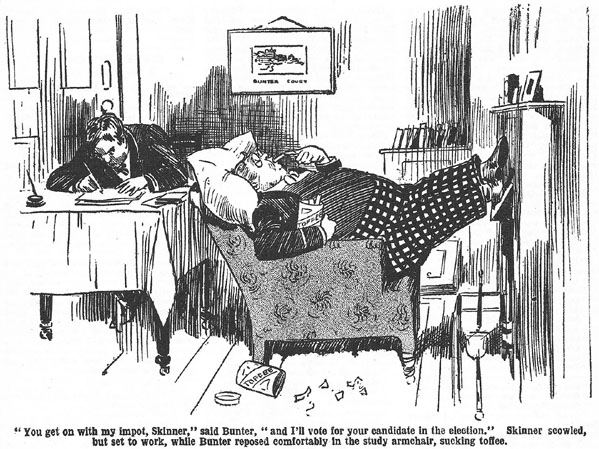 BUNTER COURT
TOFFEE
"You get on with my impot, Skinner," said Bunter, "and I'll vote for your candidate in the election." Skinner scowled,
but set to work, while Bunter reposed comfortably in the study armchair, sucking toffee.